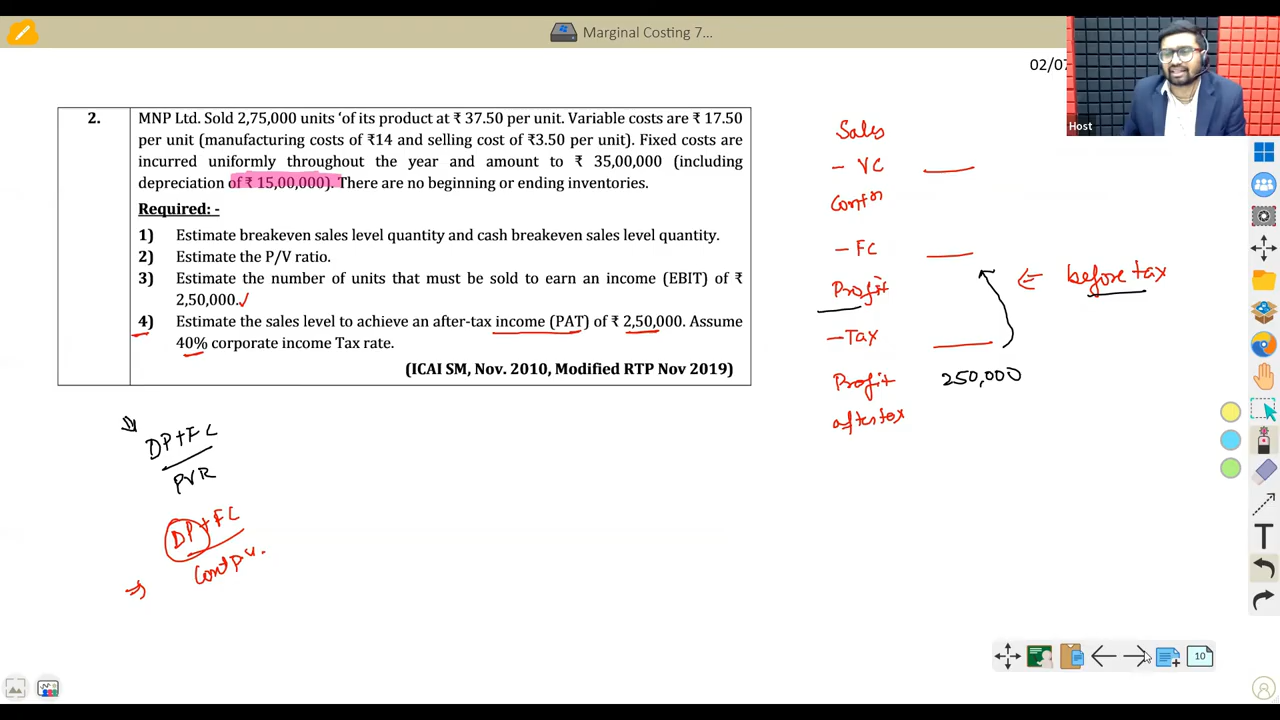 Marginal Costing 7...
02/07
Host
2. MNP Ltd. Sold 2,75,000 units ‘of its product at ₹ 37.50 per unit. Variable costs are ₹ 17.50
per unit (manufacturing costs of ₹14 and selling cost of ₹3.50 per unit). Fixed costs are
incurred uniformly throughout the year and amount to ₹ 35,00,000 (including
depreciation of ₹ 15,00,000). There are no beginning or ending inventories.
Required: -
1) Estimate breakeven sales level quantity and cash breakeven sales level quantity.
2) Estimate the P/V ratio.
3) Estimate the number of units that must be sold to earn an income (EBIT) of ₹
2,50,000.
4) Estimate the sales level to achieve an after-tax income (PAT) of ₹ 2,50,000. Assume
40% corporate income Tax rate.
(ICAI SM, Nov. 2010, Modified RTP Nov 2019)
Sales
- VC
Contn
- FC
Profit
before tax
- Tax
Profit 250,000
after tax
DP+FC
PVR
DP+FC
Cont p.u.
10